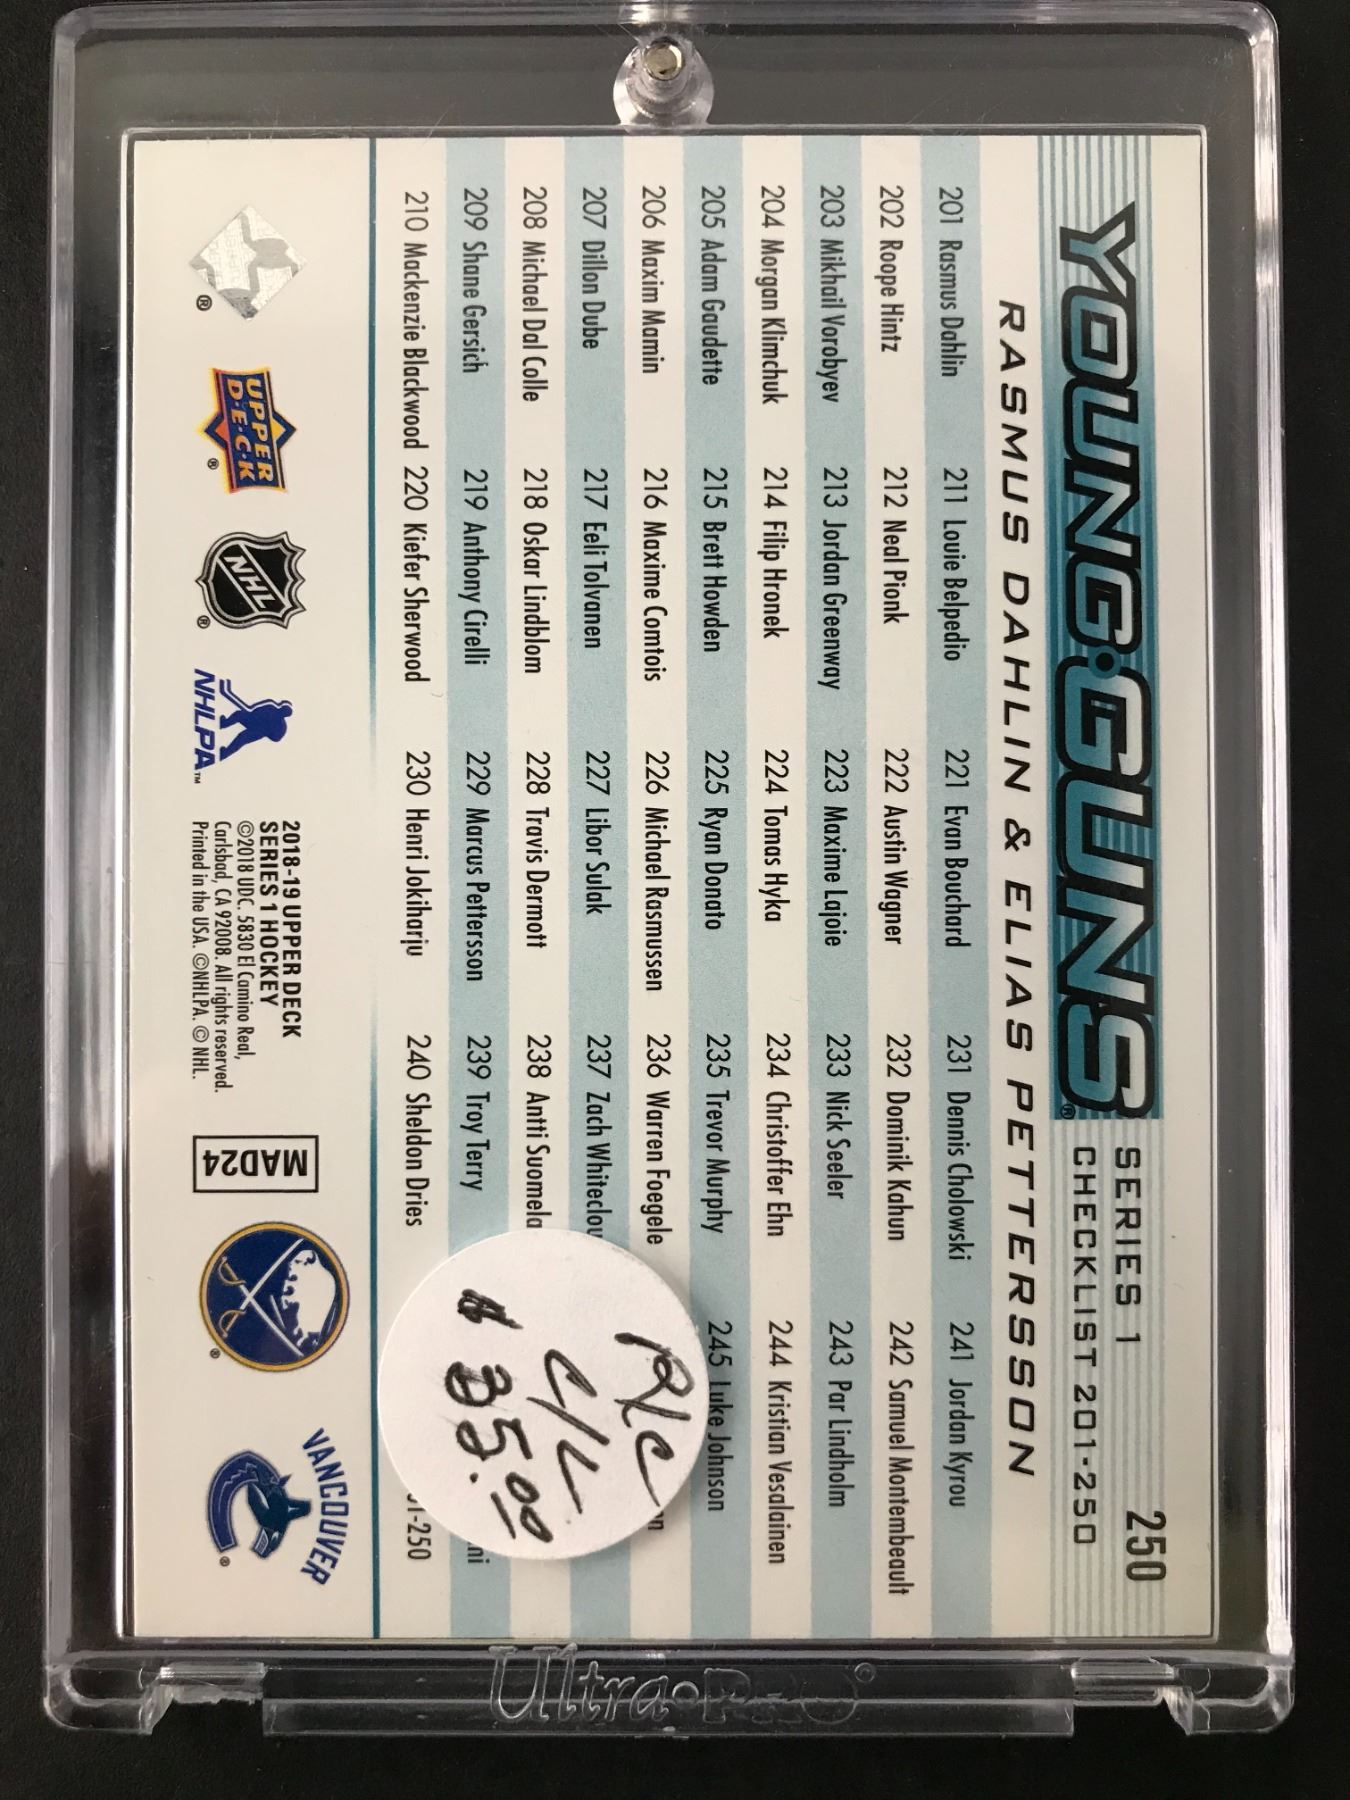 YOUNG•GUNS®
SERIES 1
CHECKLIST 201-250
250
RASMUS DAHLIN & ELIAS PETTERSSON
201 Rasmus Dahlin 211 Louie Belpedio 221 Evan Bouchard 231 Dennis Cholowski 241 Jordan Kyrou
202 Roope Hintz 212 Neal Pionk 222 Austin Wagner 232 Dominik Kahun 242 Samuel Montembeault
203 Mikhail Vorobyev 213 Jordan Greenway 223 Maxime Lajoie 233 Nick Seeler 243 Par Lindholm
204 Morgan Klimchuk 214 Filip Hronek 224 Tomas Hyka 234 Christoffer Ehn 244 Kristian Vesalainen
205 Adam Gaudette 215 Brett Howden 225 Ryan Donato 235 Trevor Murphy 245 Luke Johnson
206 Maxim Mamin 216 Maxime Comtois 226 Michael Rasmussen 236 Warren Foegele
207 Dillon Dube 217 Eeli Tolvanen 227 Libor Sulak 237 Zach Whiteclou
208 Michael Dal Colle 218 Oskar Lindblom 228 Travis Dermott 238 Antti Suomela
209 Shane Gersich 219 Anthony Cirelli 229 Marcus Pettersson 239 Troy Terry
210 Mackenzie Blackwood 220 Kiefer Sherwood 230 Henri Jokiharju 240 Sheldon Dries 1-250
R/C
C/L
$35.00
UPPER
D•E•C•K®
NHL®
NHLPA™
2018-19 UPPER DECK
SERIES 1 HOCKEY
©2018 UDC. 5830 El Camino Real,
Carlsbad, CA 92008. All rights reserved.
Printed in the USA. ©NHLPA. © NHL.
MAD24
VANCOUVER
Ultra•PRO©